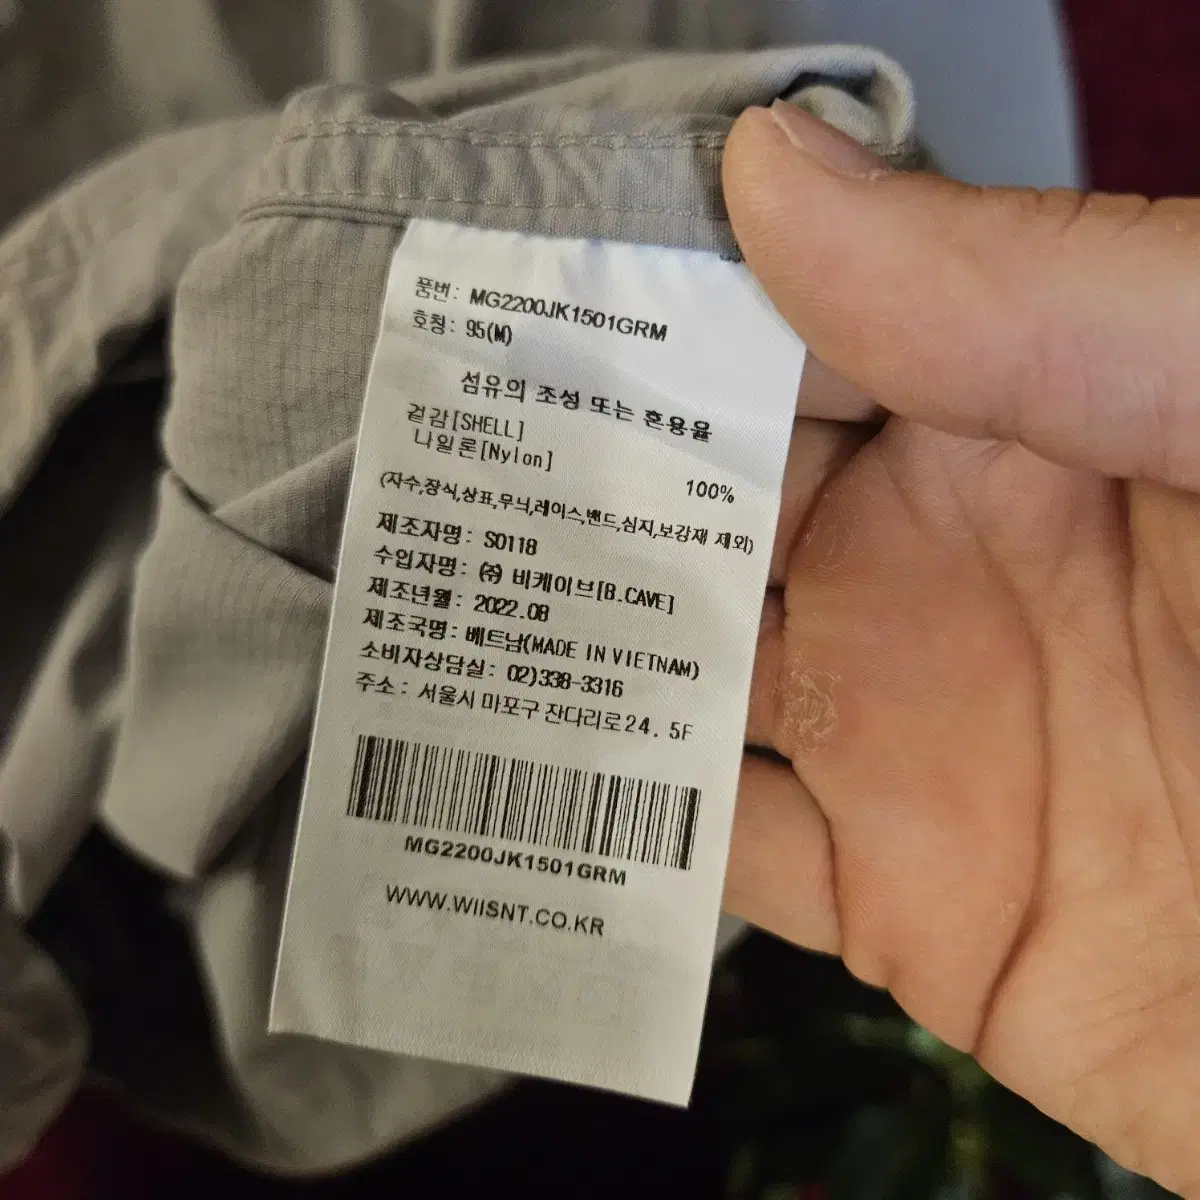 품번: MG2200JK1501GRM
호칭: 95(M)
섬유의 조성 또는 혼용율
겉감[SHELL]
나일론[Nylon]
100%
(자수,장식,상표,무늬,레이스,밴드,심지,보강재 제외)
제조자명: S0118
수입자명: ㈜ 비케이브[B.CAVE]
제조년월: 2022.08
제조국명: 베트남(MADE IN VIETNAM)
소비자상담실: 02)338-3316
주소: 서울시 마포구 잔다리로24. 5F
MG2200JK1501GRM
WWW.WIISNT.CO.KR